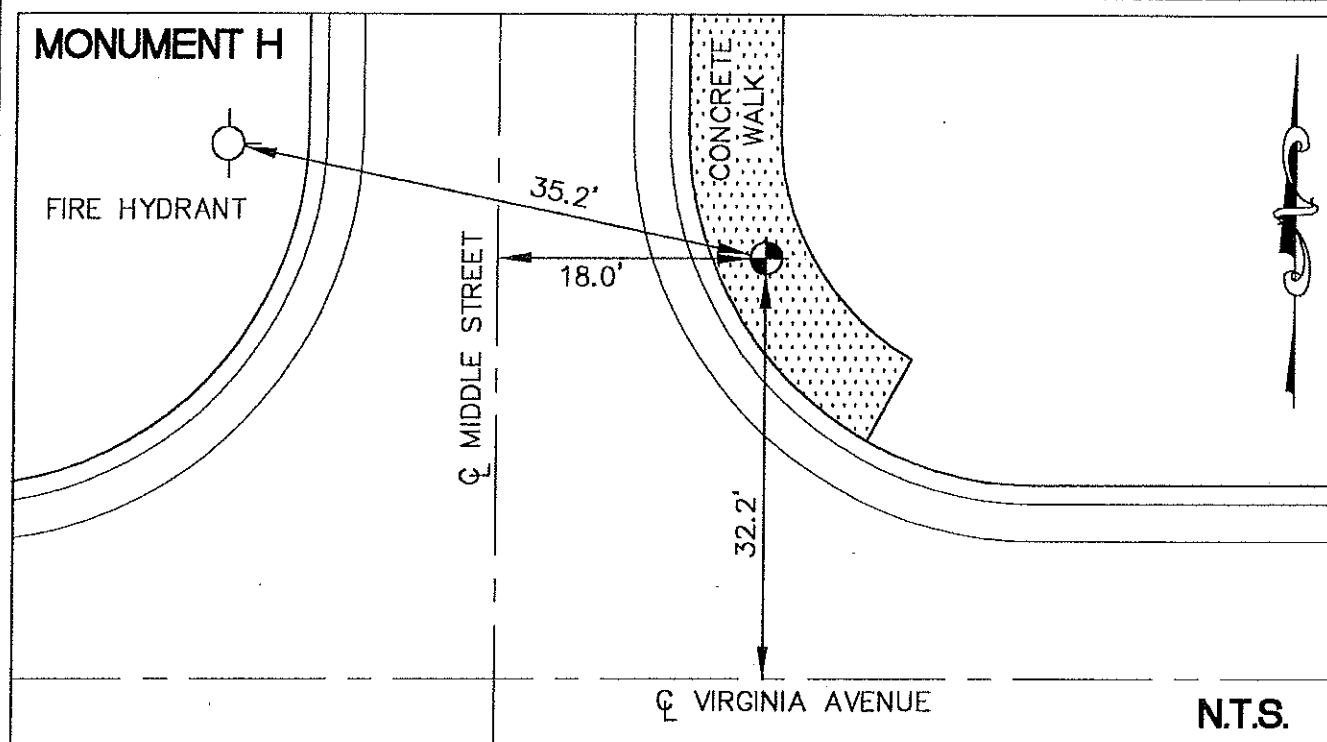 MONUMENT H
CONCRETE
WALK
FIRE HYDRANT
35.2'
18.0'
℄ MIDDLE STREET
32.2'
℄ VIRGINIA AVENUE
N.T.S.